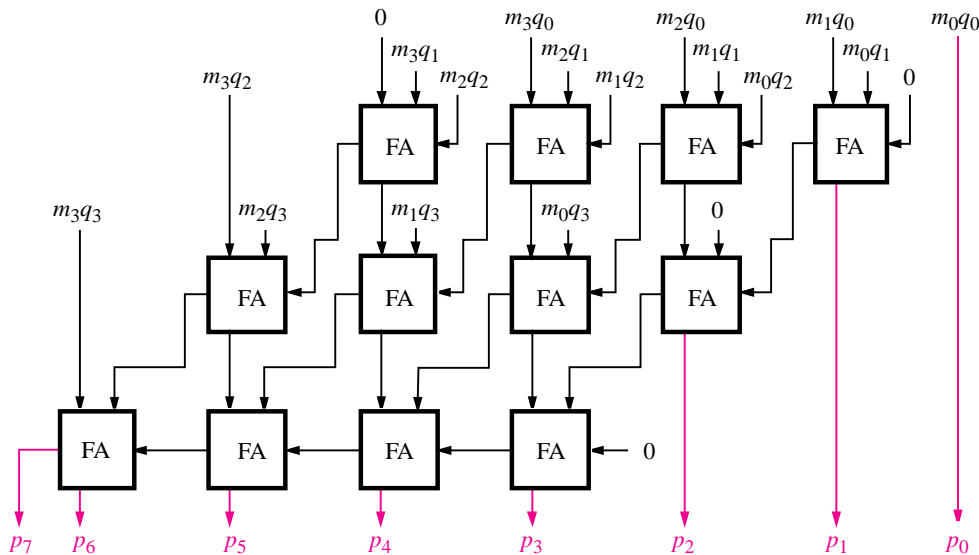 0 m₃q₀ m₂q₀ m₁q₀ m₀q₀
m₃q₁ m₂q₁ m₁q₁ m₀q₁
m₃q₂ m₂q₂ m₁q₂ m₀q₂ 0
FA FA FA FA
m₃q₃ m₂q₃ m₁q₃ m₀q₃ 0
FA FA FA FA
FA FA FA FA 0
p₇ p₆ p₅ p₄ p₃ p₂ p₁ p₀